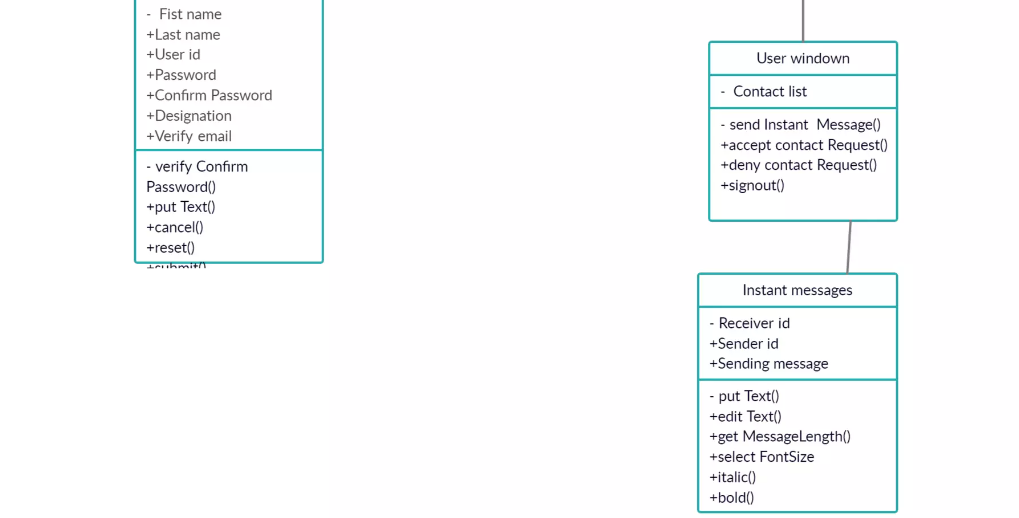 - Fist name
+Last name
+User id
+Password
+Confirm Password
+Designation
+Verify email
- verify Confirm
Password()
+put Text()
+cancel()
+reset()
+submit()
User windown
- Contact list
- send Instant Message()
+accept contact Request()
+deny contact Request()
+signout()
Instant messages
- Receiver id
+Sender id
+Sending message
- put Text()
+edit Text()
+get MessageLength()
+select FontSize
+italic()
+bold()